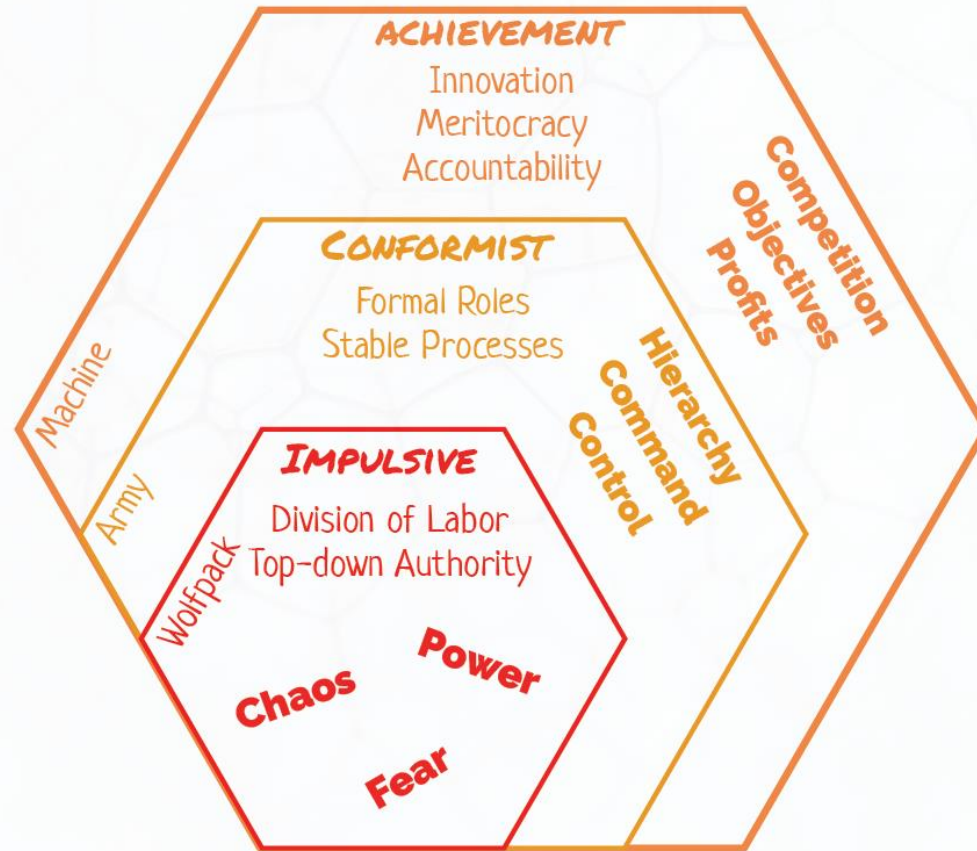 ACHIEVEMENT
Innovation
Meritocracy
Accountability
Competition
Objectives
Profits
Machine
CONFORMIST
Formal Roles
Stable Processes
Hierarchy
Command
Control
Army
IMPULSIVE
Division of Labor
Top-down Authority
Wolfpack
Power
Chaos
Fear